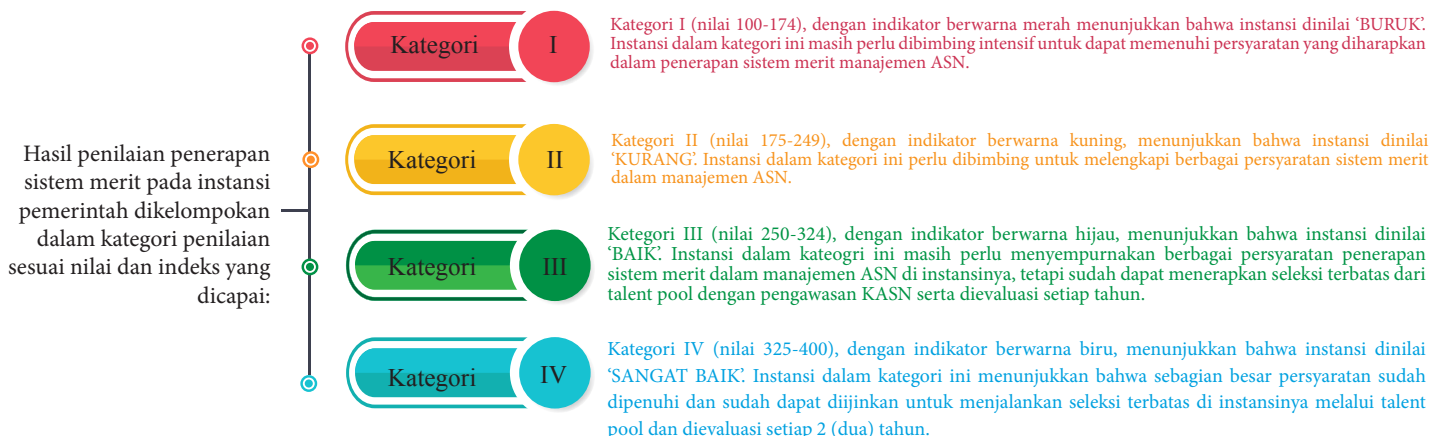 Hasil penilaian penerapan
sistem merit pada instansi
pemerintah dikelompokan
dalam kategori penilaian
sesuai nilai dan indeks yang
dicapai:
Kategori I
Kategori I (nilai 100-174), dengan indikator berwarna merah menunjukkan bahwa instansi dinilai ‘BURUK’.
Instansi dalam kategori ini masih perlu dibimbing intensif untuk dapat memenuhi persyaratan yang diharapkan
dalam penerapan sistem merit manajemen ASN.
Kategori II
Kategori II (nilai 175-249), dengan indikator berwarna kuning, menunjukkan bahwa instansi dinilai
‘KURANG’. Instansi dalam kategori ini perlu dibimbing untuk melengkapi berbagai persyaratan sistem merit
dalam manajemen ASN.
Kategori III
Ketegori III (nilai 250-324), dengan indikator berwarna hijau, menunjukkan bahwa instansi dinilai
‘BAIK’. Instansi dalam kateogri ini masih perlu menyempurnakan berbagai persyaratan penerapan
sistem merit dalam manajemen ASN di instansinya, tetapi sudah dapat menerapkan seleksi terbatas dari
talent pool dengan pengawasan KASN serta dievaluasi setiap tahun.
Kategori IV
Kategori IV (nilai 325-400), dengan indikator berwarna biru, menunjukkan bahwa instansi dinilai
‘SANGAT BAIK’. Instansi dalam kategori ini menunjukkan bahwa sebagian besar persyaratan sudah
dipenuhi dan sudah dapat diijinkan untuk menjalankan seleksi terbatas di instansinya melalui talent
pool dan dievaluasi setiap 2 (dua) tahun.